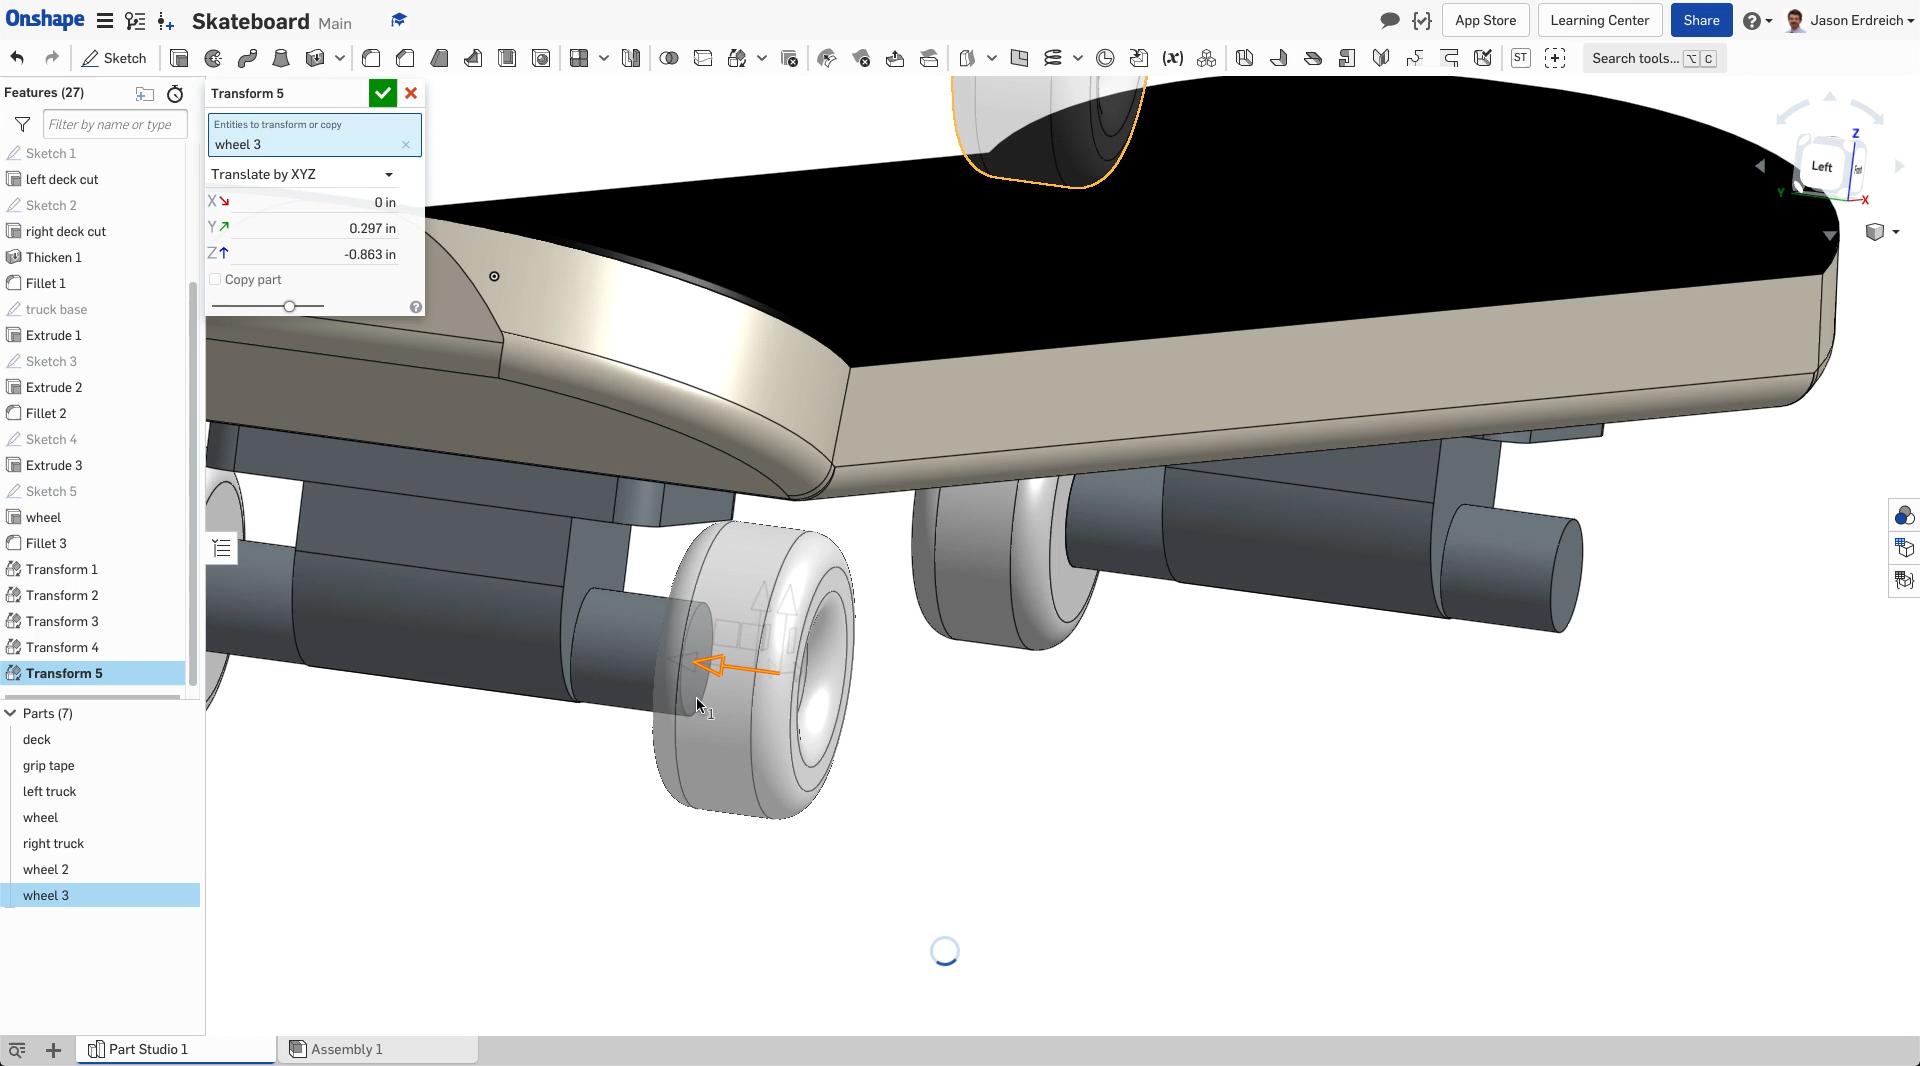 Onshape
Skateboard Main
App Store
Learning Center
Share
Jason Erdreich
Sketch
ST
Search tools... ⌥ C
Features (27)
Filter by name or type
Sketch 1
left deck cut
Sketch 2
right deck cut
Thicken 1
Fillet 1
truck base
Extrude 1
Sketch 3
Extrude 2
Fillet 2
Sketch 4
Extrude 3
Sketch 5
wheel
Fillet 3
Transform 1
Transform 2
Transform 3
Transform 4
Transform 5
Parts (7)
deck
grip tape
left truck
wheel
right truck
wheel 2
wheel 3
Transform 5
Entities to transform or copy
wheel 3
Translate by XYZ
X 0 in
Y 0.297 in
Z -0.863 in
Copy part
1
Z
Left
Front
Y
X
Part Studio 1
Assembly 1